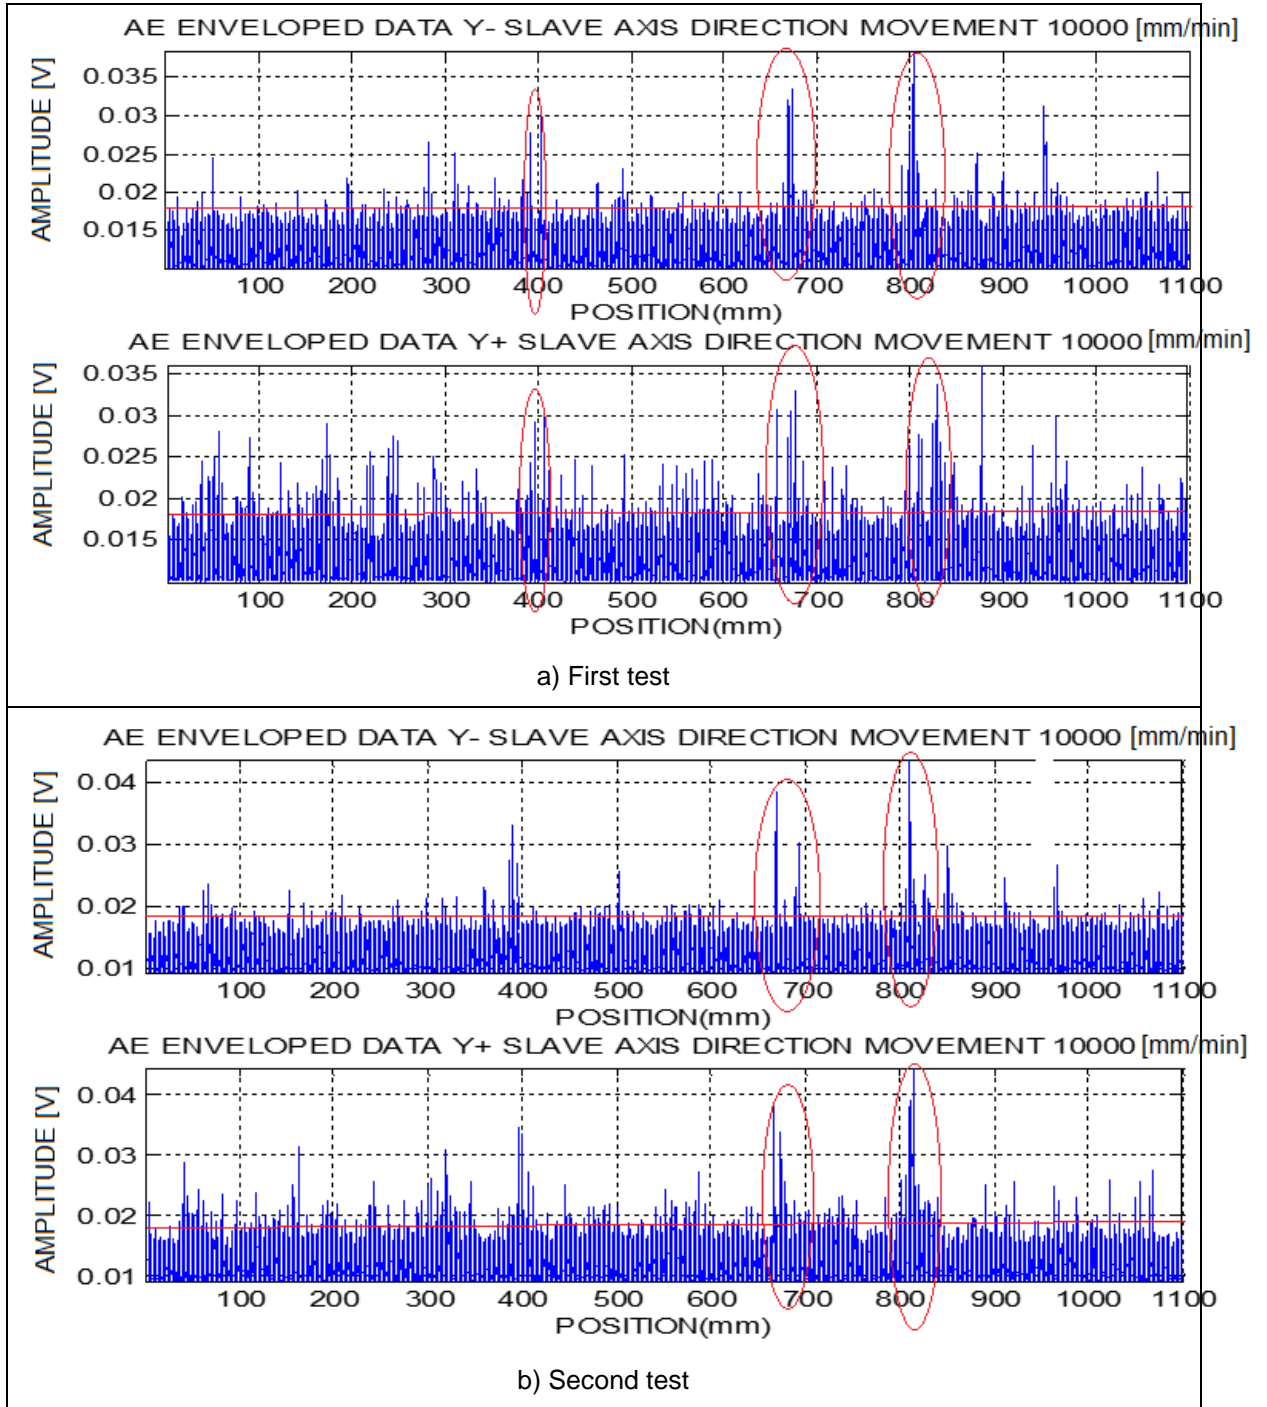 AE ENVELOPED DATA Y- SLAVE AXIS DIRECTION MOVEMENT 10000 [mm/min]
AMPLITUDE [V]
0.035
0.03
0.025
0.02
0.015
100 200 300 400 500 600 700 800 900 1000 1100
POSITION(mm)
AE ENVELOPED DATA Y+ SLAVE AXIS DIRECTION MOVEMENT 10000 [mm/min]
AMPLITUDE [V]
0.035
0.03
0.025
0.02
0.015
100 200 300 400 500 600 700 800 900 1000 1100
POSITION(mm)
a) First test
AE ENVELOPED DATA Y- SLAVE AXIS DIRECTION MOVEMENT 10000 [mm/min]
AMPLITUDE [V]
0.04
0.03
0.02
0.01
100 200 300 400 500 600 700 800 900 1000 1100
POSITION(mm)
AE ENVELOPED DATA Y+ SLAVE AXIS DIRECTION MOVEMENT 10000 [mm/min]
AMPLITUDE [V]
0.04
0.03
0.02
0.01
100 200 300 400 500 600 700 800 900 1000 1100
POSITION(mm)
b) Second test